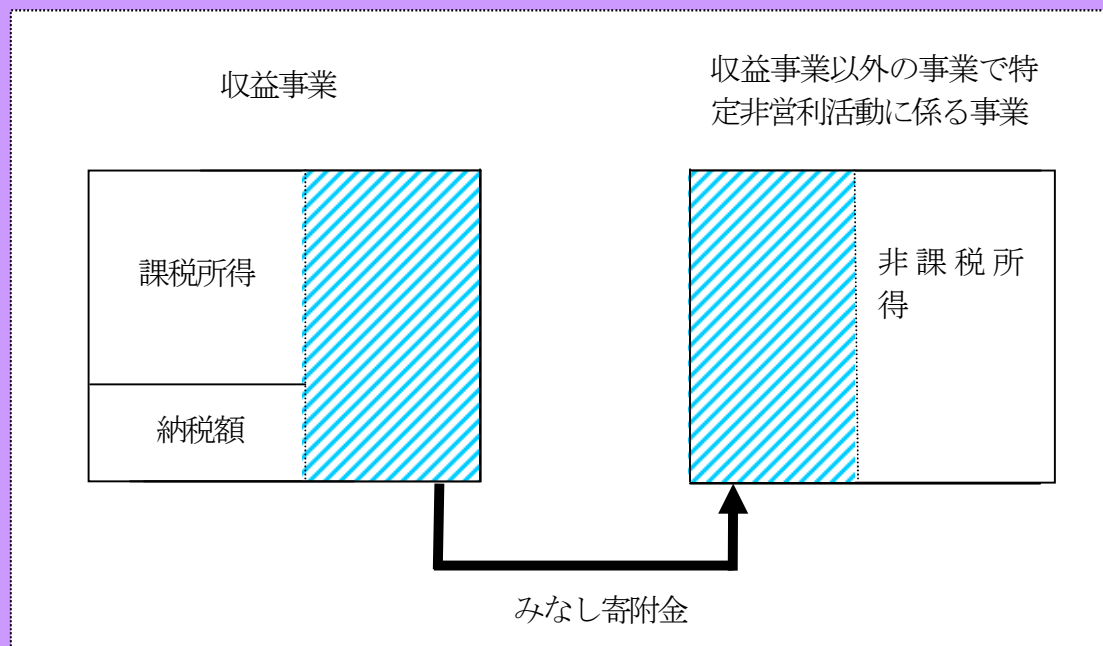 収益事業
収益事業以外の事業で特
定非営利活動に係る事業
課税所得
非課税所
得
納税額
みなし寄附金